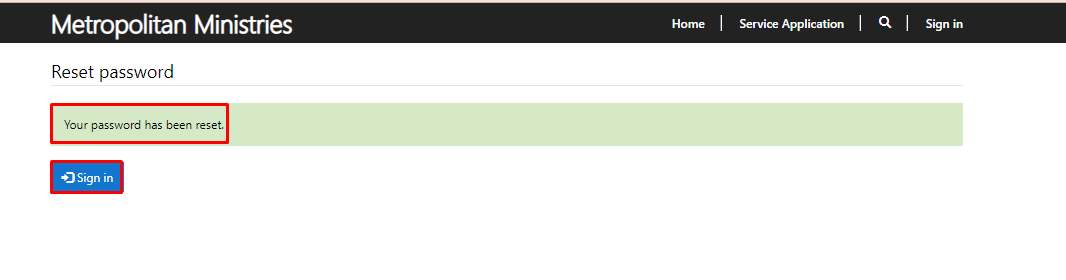 Metropolitan Ministries
Home Service Application Sign in
Reset password
Your password has been reset.
Sign in